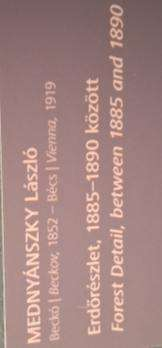 MEDNYÁNSZKY László
Beckó | Beckov, 1852 – Bécs | Vienna, 1919
Erdőrészlet, 1885–1890 között
Forest Detail, between 1885 and 1890